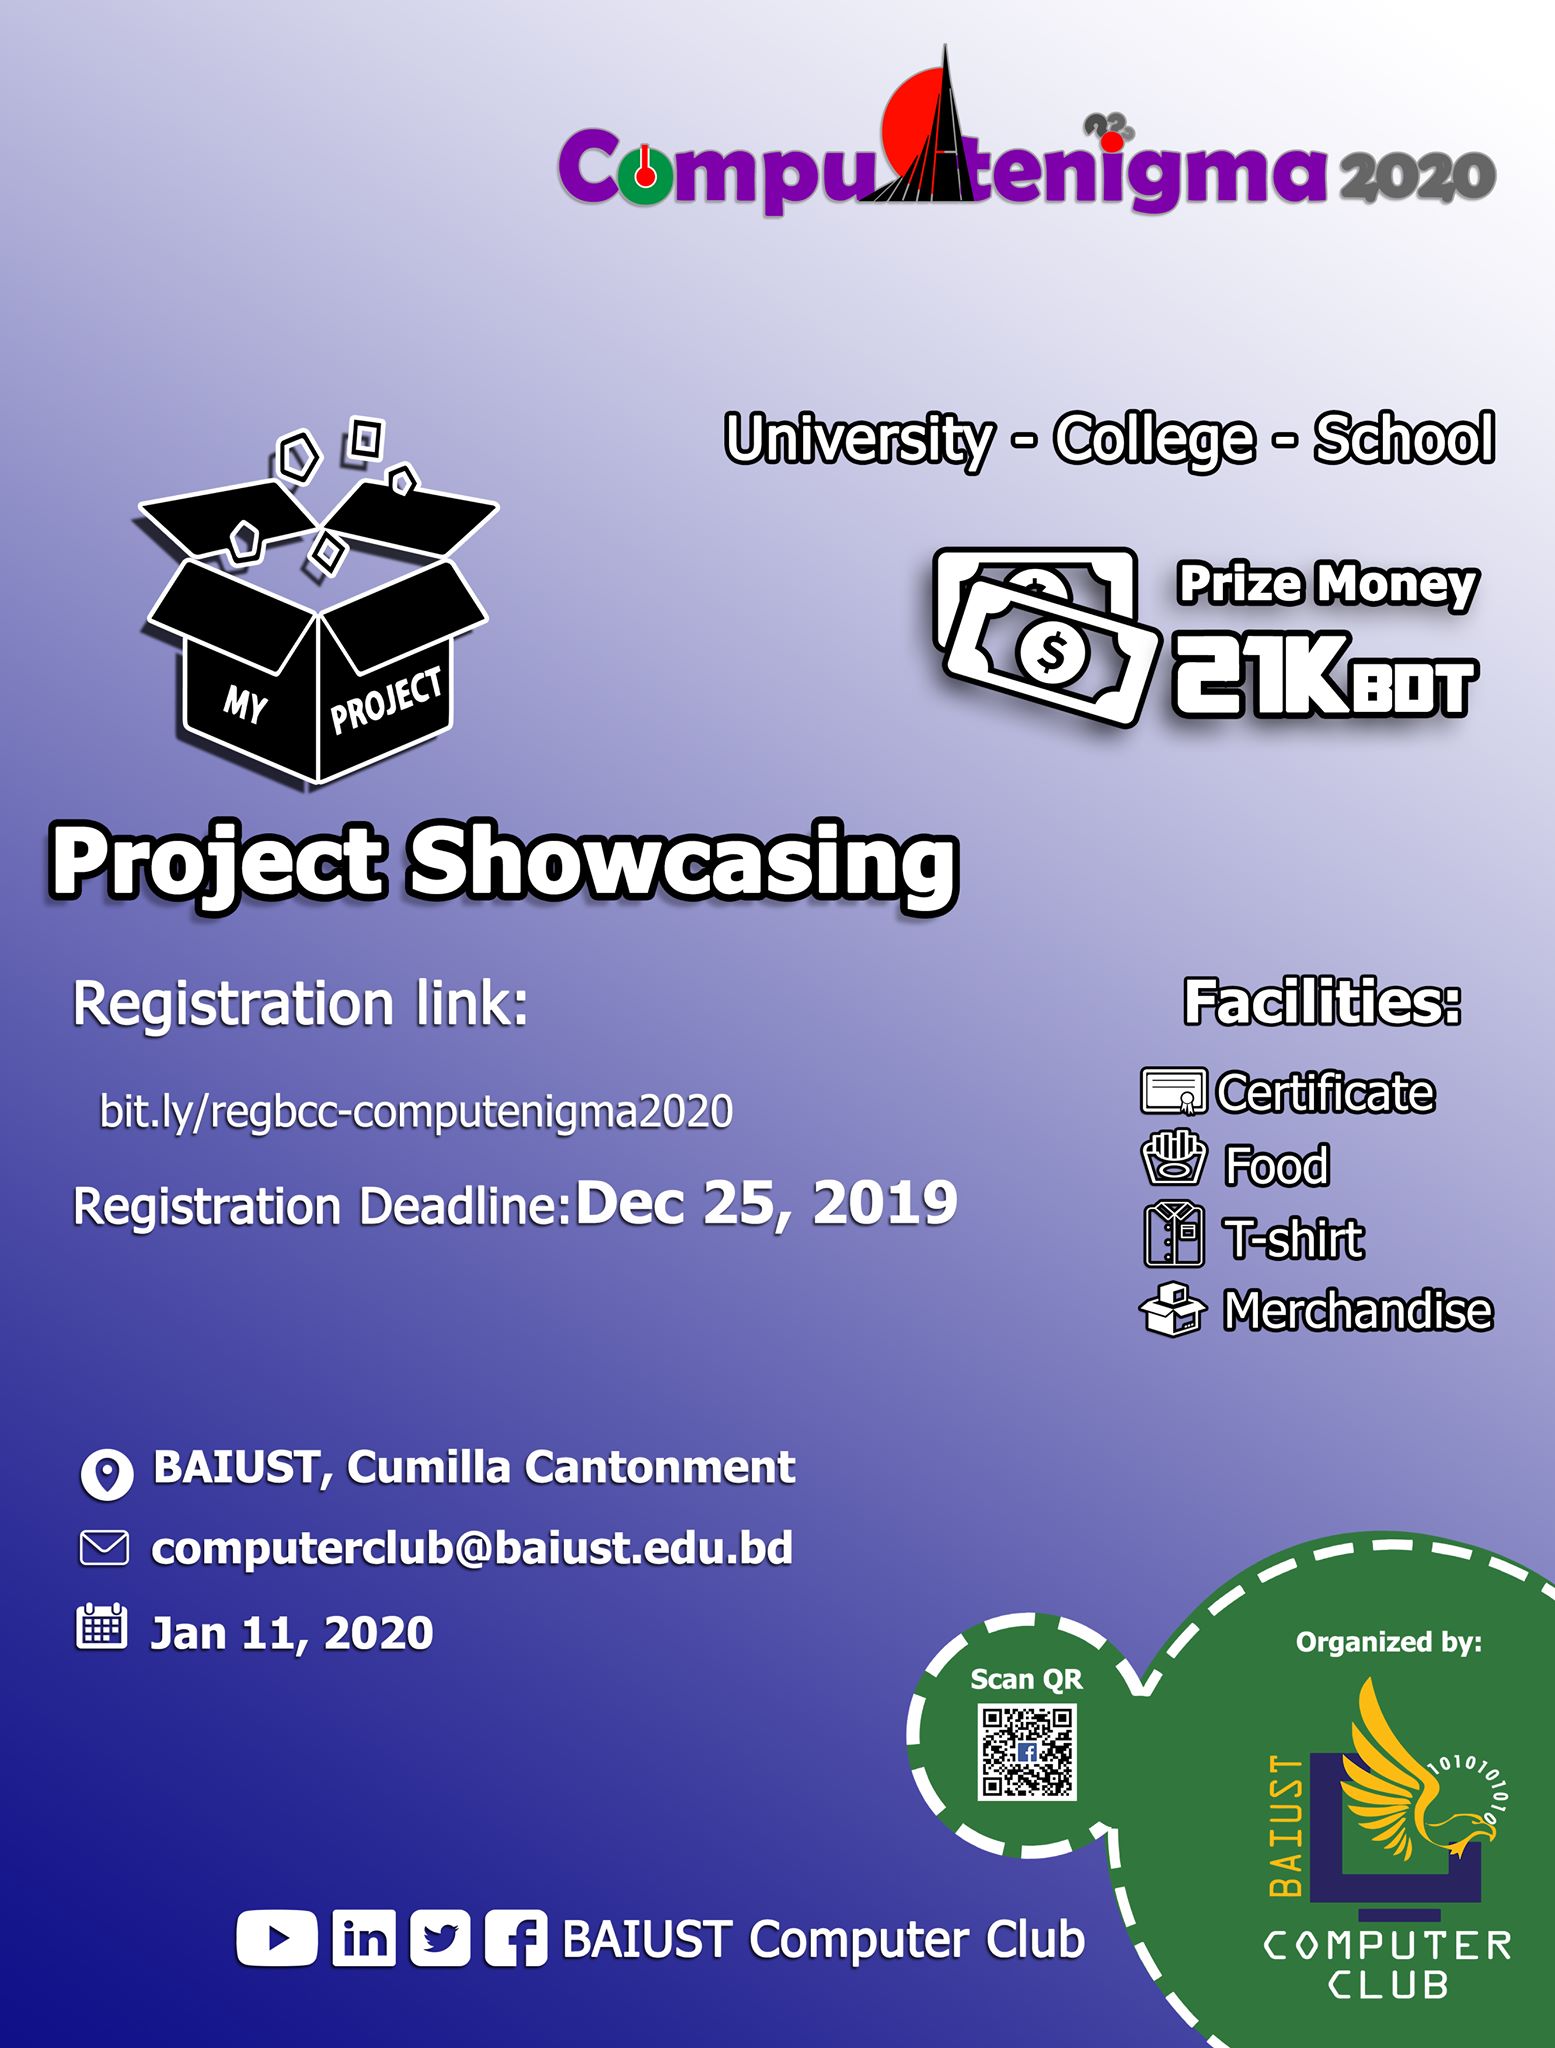 Computenigma 2020
University - College - School
Prize Money
21K BDT
MY PROJECT
Project Showcasing
Registration link:
bit.ly/regbcc-computenigma2020
Registration Deadline: Dec 25, 2019
Facilities:
Certificate
Food
T-shirt
Merchandise
BAIUST, Cumilla Cantonment
computerclub@baiust.edu.bd
Jan 11, 2020
Scan QR
Organized by:
BAIUST
1010101010
COMPUTER
CLUB
BAIUST Computer Club